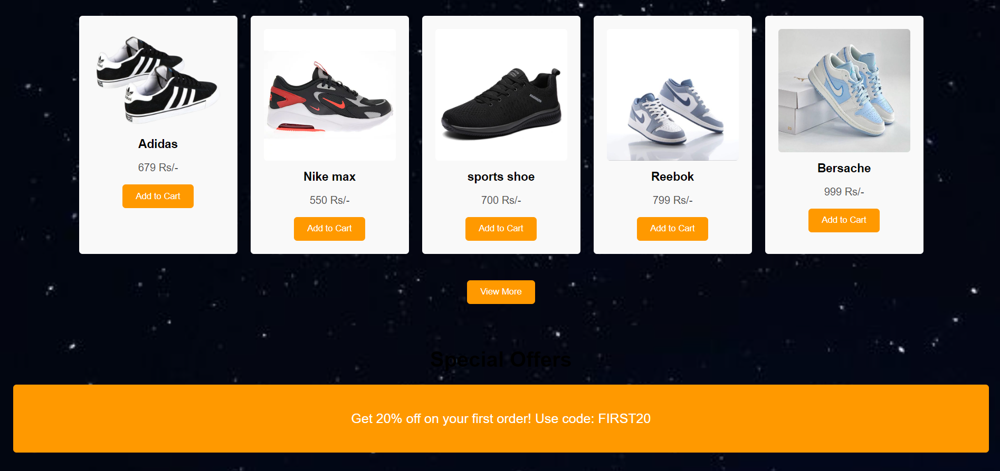 Adidas
679 Rs/-
Add to Cart
Nike max
550 Rs/-
Add to Cart
sports shoe
700 Rs/-
Add to Cart
Reebok
799 Rs/-
Add to Cart
23
Bersache
999 Rs/-
Add to Cart
View More
Special Offers
Get 20% off on your first order! Use code: FIRST20